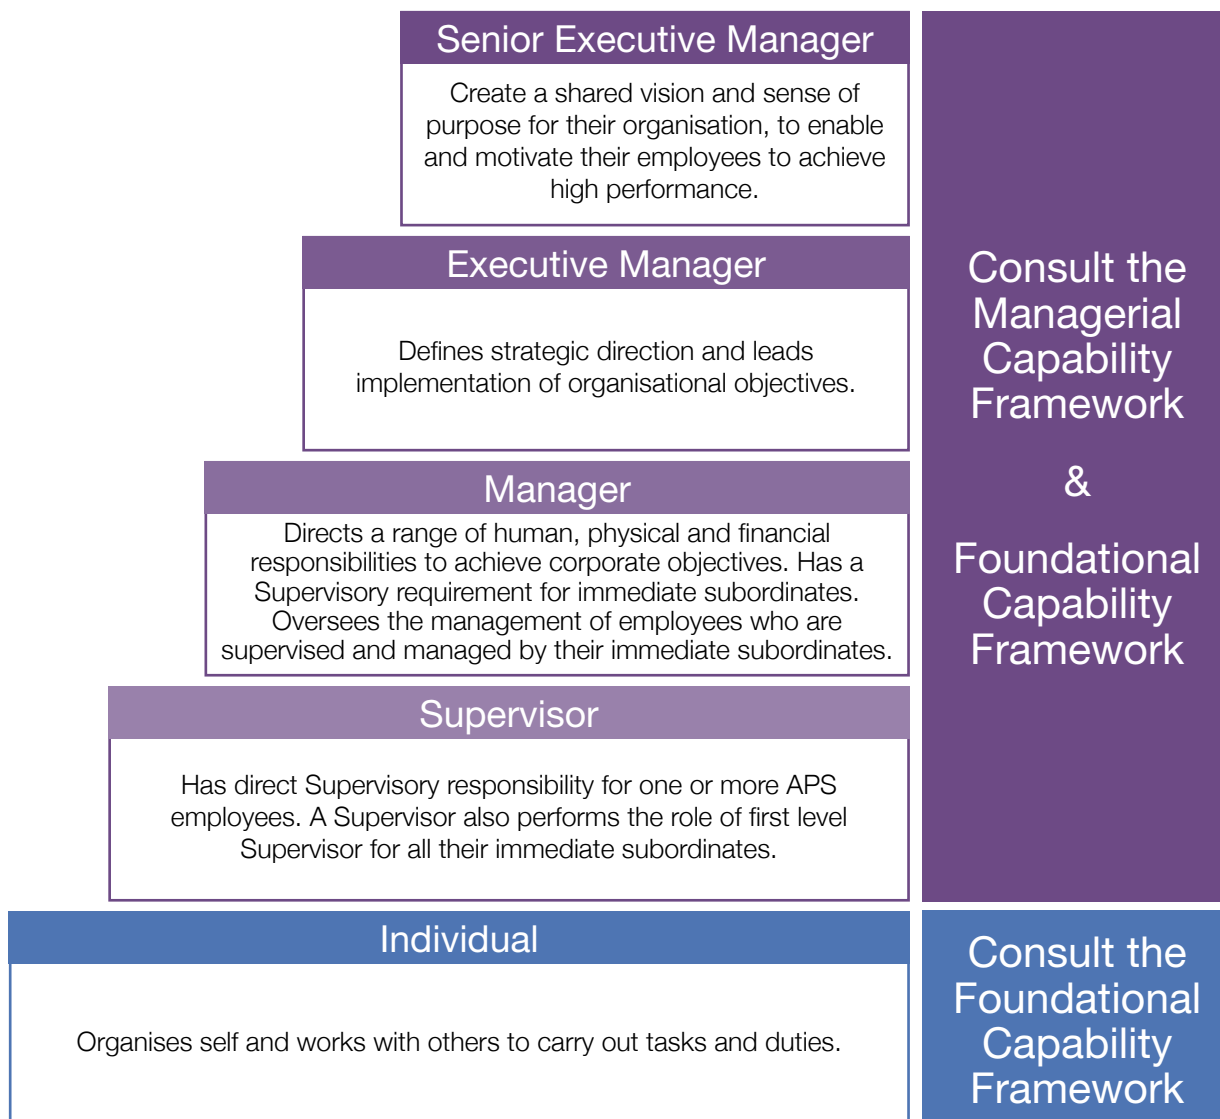 Senior Executive Manager
Create a shared vision and sense of
purpose for their organisation, to enable
and motivate their employees to achieve
high performance.
Executive Manager
Defines strategic direction and leads
implementation of organisational objectives.
Manager
Directs a range of human, physical and financial
responsibilities to achieve corporate objectives. Has a
Supervisory requirement for immediate subordinates.
Oversees the management of employees who are
supervised and managed by their immediate subordinates.
Supervisor
Has direct Supervisory responsibility for one or more APS
employees. A Supervisor also performs the role of first level
Supervisor for all their immediate subordinates.
Consult the
Managerial
Capability
Framework
&
Foundational
Capability
Framework
Individual
Organises self and works with others to carry out tasks and duties.
Consult the
Foundational
Capability
Framework